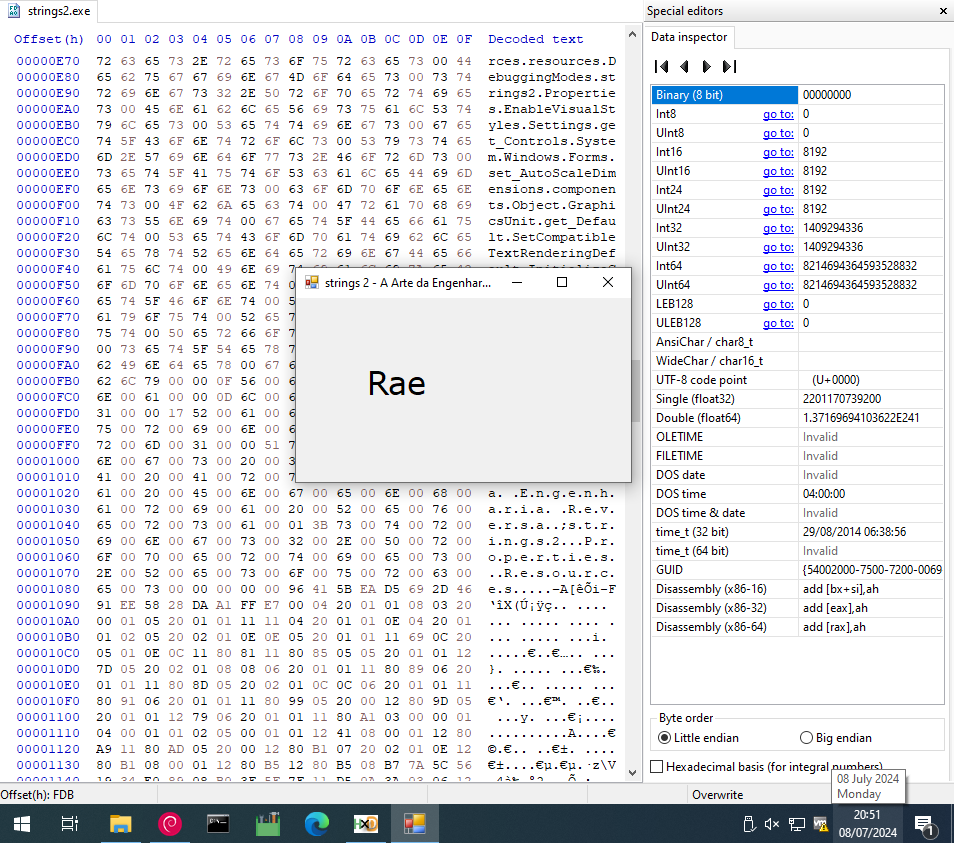 strings2.exe
Offset(h) 00 01 02 03 04 05 06 07 08 09 0A 0B 0C 0D 0E 0F Decoded text
00000E70 72 63 65 73 2E 72 65 73 6F 75 72 63 65 73 00 44 rces.resources.D
00000E80 65 62 75 67 67 69 6E 67 4D 6F 64 65 73 00 73 74 ebuggingModes.st
00000E90 72 69 6E 67 73 32 2E 50 72 6F 70 65 72 74 69 65 rings2.Propertie
00000EA0 73 00 45 6E 61 62 6C 65 56 69 73 75 61 6C 53 74 s.EnableVisualSt
00000EB0 79 6C 65 73 00 53 65 74 74 69 6E 67 73 00 67 65 yles.Settings.ge
00000EC0 74 5F 43 6F 6E 74 72 6F 6C 73 00 53 79 73 74 65 t_Controls.Syste
00000ED0 6D 2E 57 69 6E 64 6F 77 73 2E 46 6F 72 6D 73 00 m.Windows.Forms.
00000EE0 73 65 74 5F 41 75 74 6F 53 63 61 6C 65 44 69 6D set_AutoScaleDim
00000EF0 65 6E 73 69 6F 6E 73 00 63 6F 6D 70 6F 6E 65 6E ensions.componen
00000F00 74 73 00 4F 62 6A 65 63 74 00 47 72 61 70 68 69 ts.Object.Graphi
00000F10 63 73 55 6E 69 74 00 67 65 74 5F 44 65 66 61 75 csUnit.get_Defau
00000F20 6C 74 00 53 65 74 43 6F 6D 70 61 74 69 62 6C 65 lt.SetCompatible
00000F30 54 65 78 74 52 65 6E 64 65 72 69 6E 67 44 65 66 TextRenderingDef
00000F40 61 75 6C 74 00 49 6E 69
00000F50 6F 6D 70 6F 6E 65 6E 74
00000F60 65 74 5F 46 6F 6E 74 00
00000F70 61 79 6F 75 74 00 52 65
00000F80 75 74 00 50 65 72 66 6F
00000F90 00 73 65 74 5F 54 65 78
00000FA0 62 49 6E 64 65 78 00 67
00000FB0 62 6C 79 00 00 0F 56 00
00000FC0 6E 00 61 00 00 0D 6C 00
00000FD0 31 00 00 17 52 00 61 00
00000FE0 75 00 72 00 69 00 6E 00
00000FF0 72 00 6D 00 31 00 00 51
00001000 6E 00 67 00 73 00 20 00
00001010 41 00 20 00 41 00 72 00
00001020 61 00 20 00 45 00 6E 00 67 00 65 00 6E 00 68 00 a. .E.n.g.e.n.h.
00001030 61 00 72 00 69 00 61 00 20 00 52 00 65 00 76 00 a.r.i.a. .R.e.v.
00001040 65 00 72 00 73 00 61 00 01 3B 73 00 74 00 72 00 e.r.s.a..;s.t.r.
00001050 69 00 6E 00 67 00 73 00 32 00 2E 00 50 00 72 00 i.n.g.s.2...P.r.
00001060 6F 00 70 00 65 00 72 00 74 00 69 00 65 00 73 00 o.p.e.r.t.i.e.s.
00001070 2E 00 52 00 65 00 73 00 6F 00 75 00 72 00 63 00 ..R.e.s.o.u.r.c.
00001080 65 00 73 00 00 00 00 00 96 41 5B EA D5 69 2D 46 e.s.....–A[êÕi-F
00001090 91 EE 58 28 DA A1 FF E7 00 04 20 01 01 08 03 20 ‘îX(Ú¡ÿç.. ....
000010A0 00 01 05 20 01 01 11 11 04 20 01 01 0E 04 20 01 ... ..... .... .
000010B0 01 02 05 20 02 01 0E 0E 05 20 01 01 11 69 0C 20 ... ..... ...i.
000010C0 05 01 0E 0C 11 80 81 11 80 85 05 05 20 01 01 12 .....€..€… .. ...
000010D0 7D 05 20 02 01 08 08 06 20 01 01 11 80 89 06 20 }. ..... ...€‰.
000010E0 01 01 11 80 8D 05 20 02 01 0C 0C 06 20 01 01 11 ...€.. ..... ...
000010F0 80 91 06 20 01 01 11 80 99 05 20 00 12 80 9D 05 €‘. ...€™. ..€..
00001100 20 01 01 12 79 06 20 01 01 11 80 A1 03 00 00 01 ...y. ...€¡....
00001110 04 00 01 01 02 05 00 01 01 12 41 08 00 01 12 80 ..........A....€
00001120 A9 11 80 AD 05 20 00 12 80 B1 07 20 02 01 0E 12 ©.€.. ..€±. ....
00001130 80 B1 08 00 01 12 80 B5 12 80 B5 08 B7 7A 5C 56 €±....€µ.€µ.·z\V
Offset(h): FDB
Overwrite
strings 2 - A Arte da Engenhar...
Rae
Special editors
Data inspector
Binary (8 bit) 00000000
Int8 go to: 0
UInt8 go to: 0
Int16 go to: 8192
UInt16 go to: 8192
Int24 go to: 8192
UInt24 go to: 8192
Int32 go to: 1409294336
UInt32 go to: 1409294336
Int64 go to: 8214694364593528832
UInt64 go to: 8214694364593528832
LEB128 go to: 0
ULEB128 go to: 0
AnsiChar / char8_t
WideChar / char16_t
UTF-8 code point (U+0000)
Single (float32) 2201170739200
Double (float64) 1.37169694103622E241
OLETIME Invalid
FILETIME Invalid
DOS date Invalid
DOS time 04:00:00
DOS time & date Invalid
time_t (32 bit) 29/08/2014 06:38:56
time_t (64 bit) Invalid
GUID {54002000-7500-7200-0069
Disassembly (x86-16) add [bx+si],ah
Disassembly (x86-32) add [eax],ah
Disassembly (x86-64) add [rax],ah
Byte order
Little endian Big endian
Hexadecimal basis (for integral numbers)
08 July 2024
Monday
20:51
08/07/2024
1